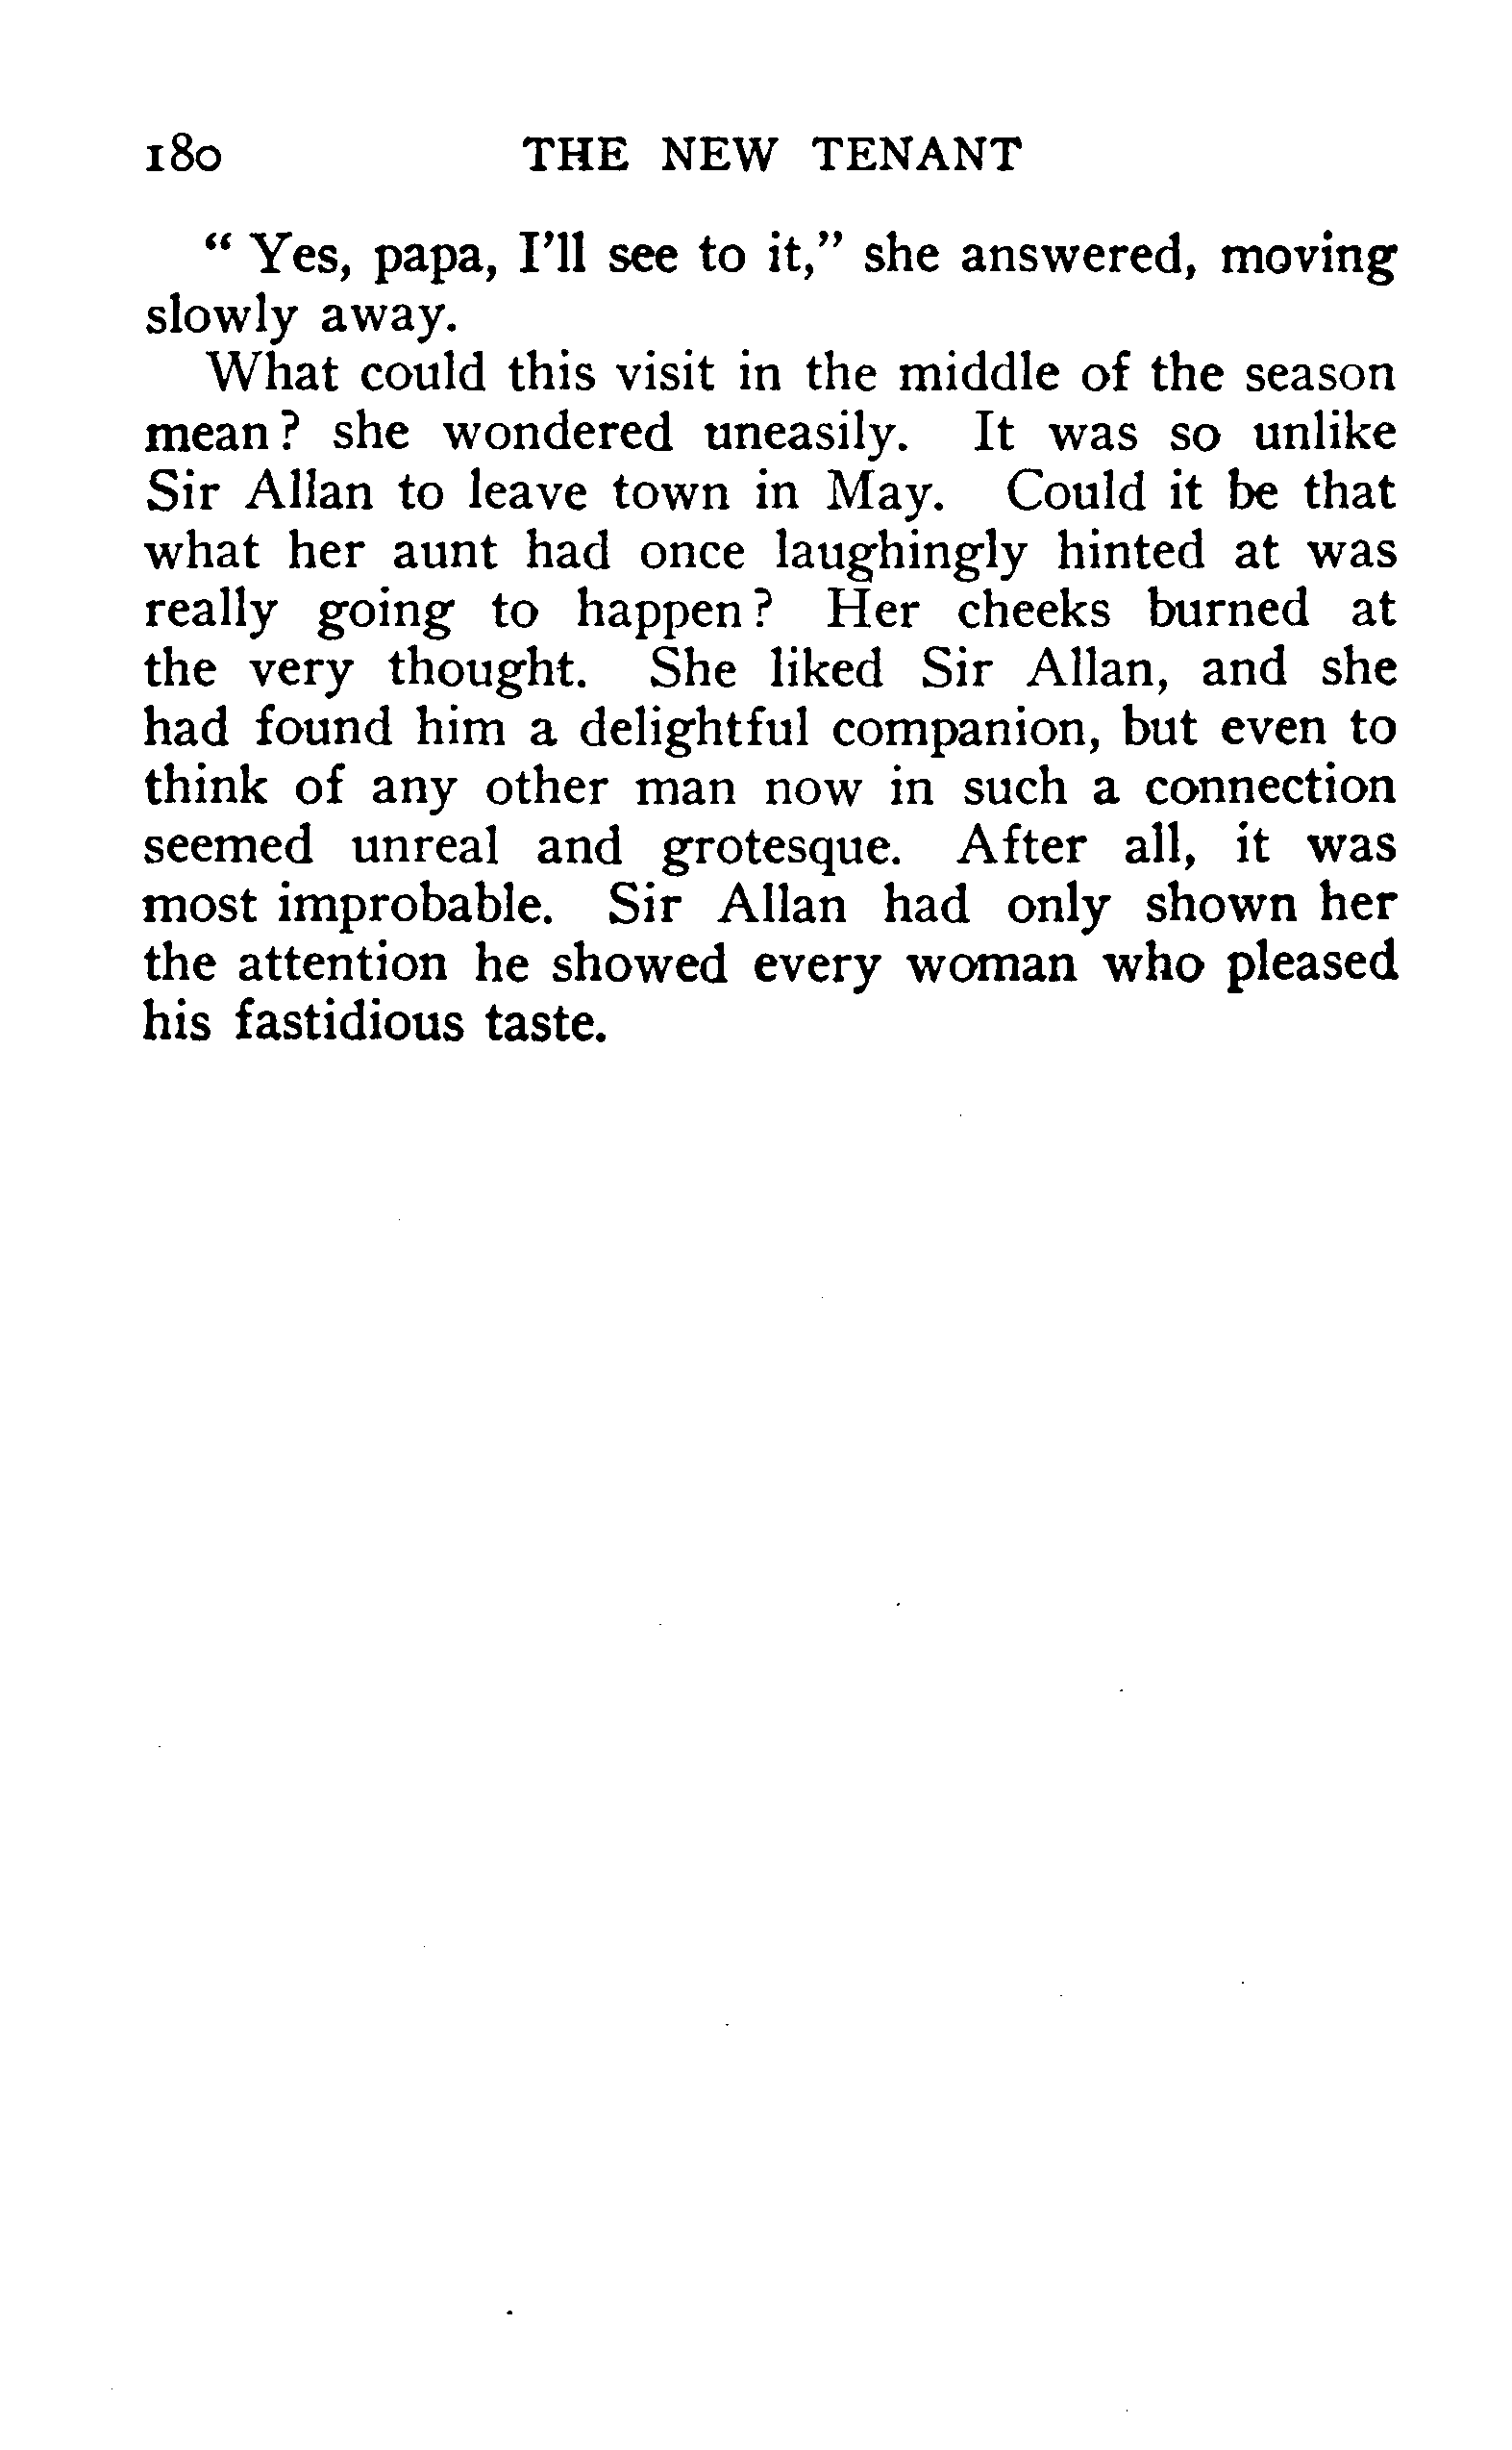 180 THE NEW TENANT
“ Yes, papa, I’ll see to it,” she answered, moving
slowly away.
What could this visit in the middle of the season
mean ? she wondered uneasily. It was so unlike
Sir Allan to leave town in May. Could it be that
what her aunt had once laughingly hinted at was
really going to happen ? Her cheeks burned at
the very thought. She liked Sir Allan, and she
had found him a delightful companion, but even to
think of any other man now in such a connection
seemed unreal and grotesque. After all, it was
most improbable. Sir Allan had only shown her
the attention he showed every woman who pleased
his fastidious taste.